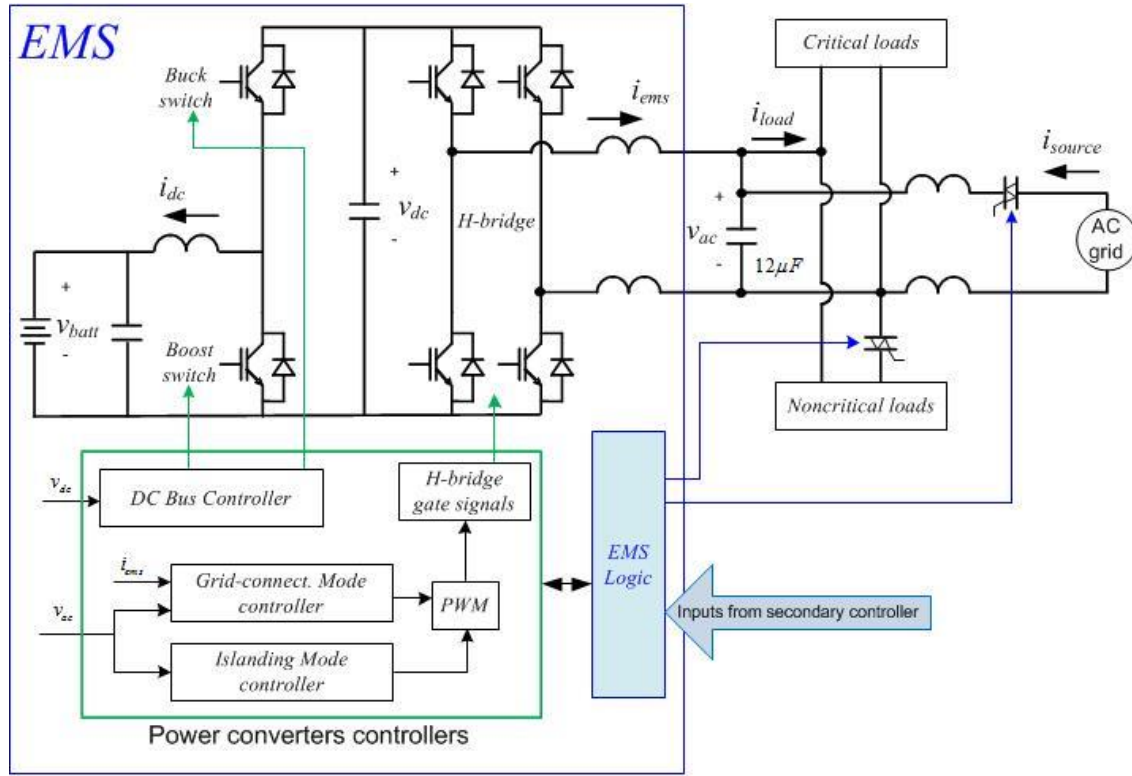 EMS
Buck
switch
i_dc
+
v_batt
-
Boost
switch
+
v_dc
-
H-bridge
i_ems
i_load
Critical loads
i_source
+
v_ac
-
12μF
AC
grid
Noncritical loads
v_dc
DC Bus Controller
H-bridge
gate signals
i_ems
Grid-connect. Mode
controller
v_ac
PWM
Islanding Mode
controller
EMS
Logic
Inputs from secondary controller
Power converters controllers